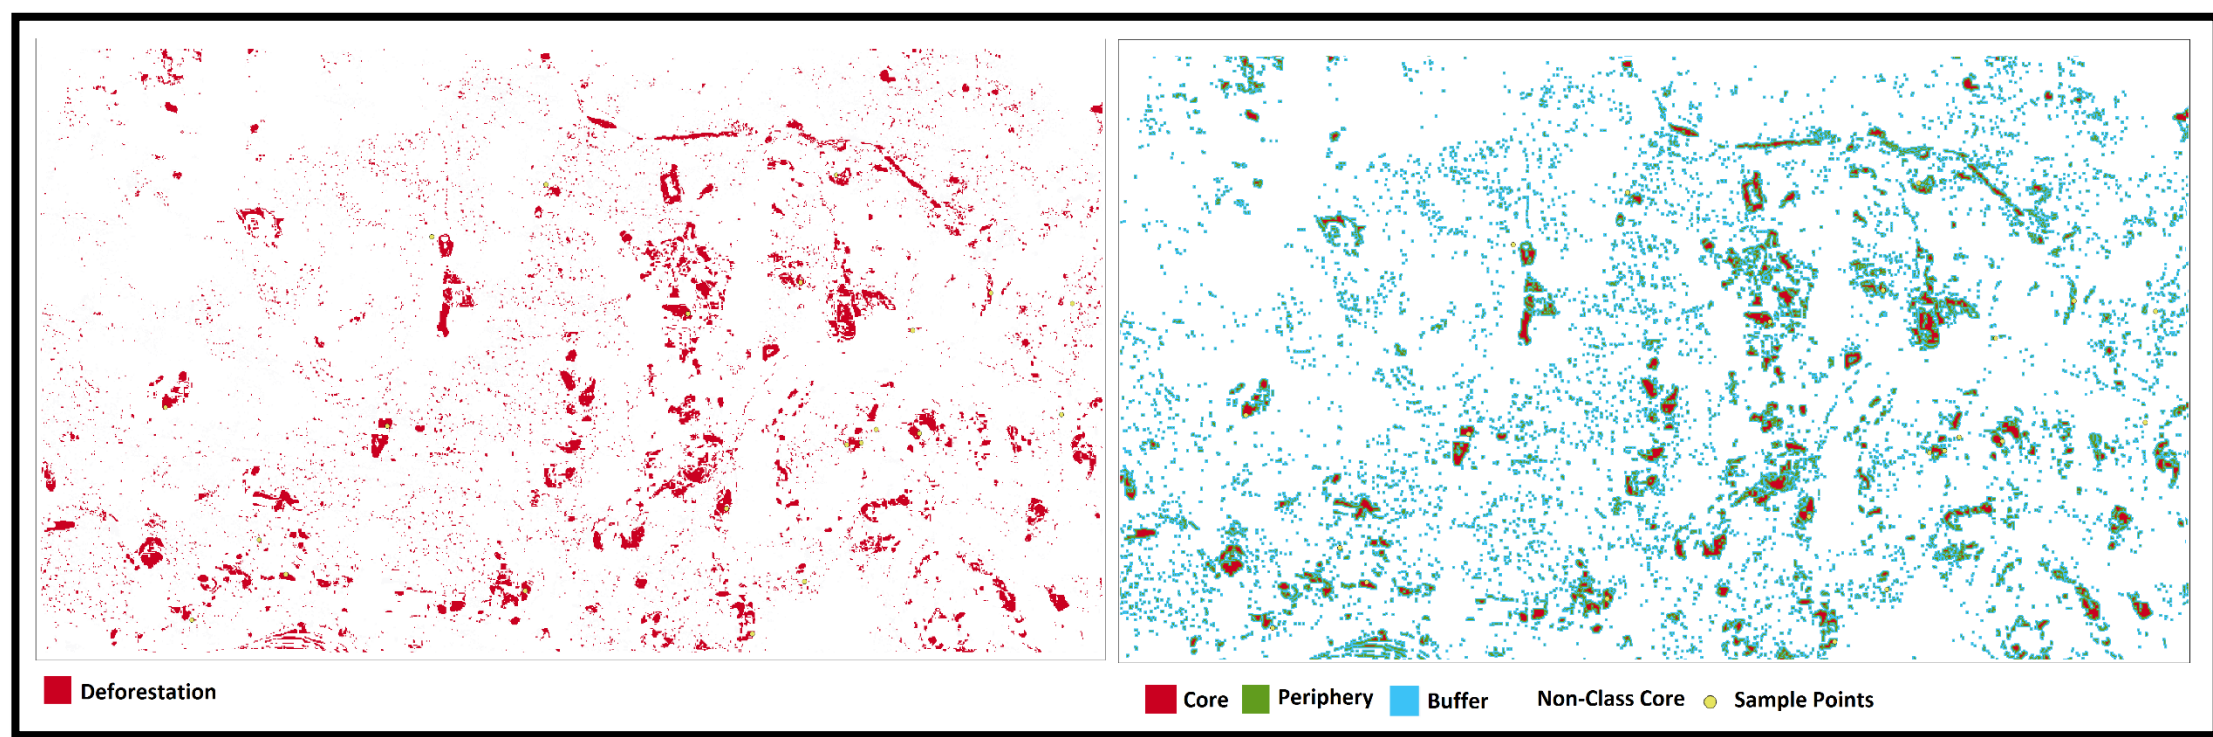 Deforestation
Core Periphery Buffer Non-Class Core Sample Points